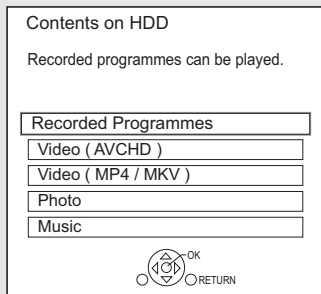 Contents on HDD
Recorded programmes can be played.
Recorded Programmes
Video ( AVCHD )
Video ( MP4 / MKV )
Photo
Music
OK
RETURN